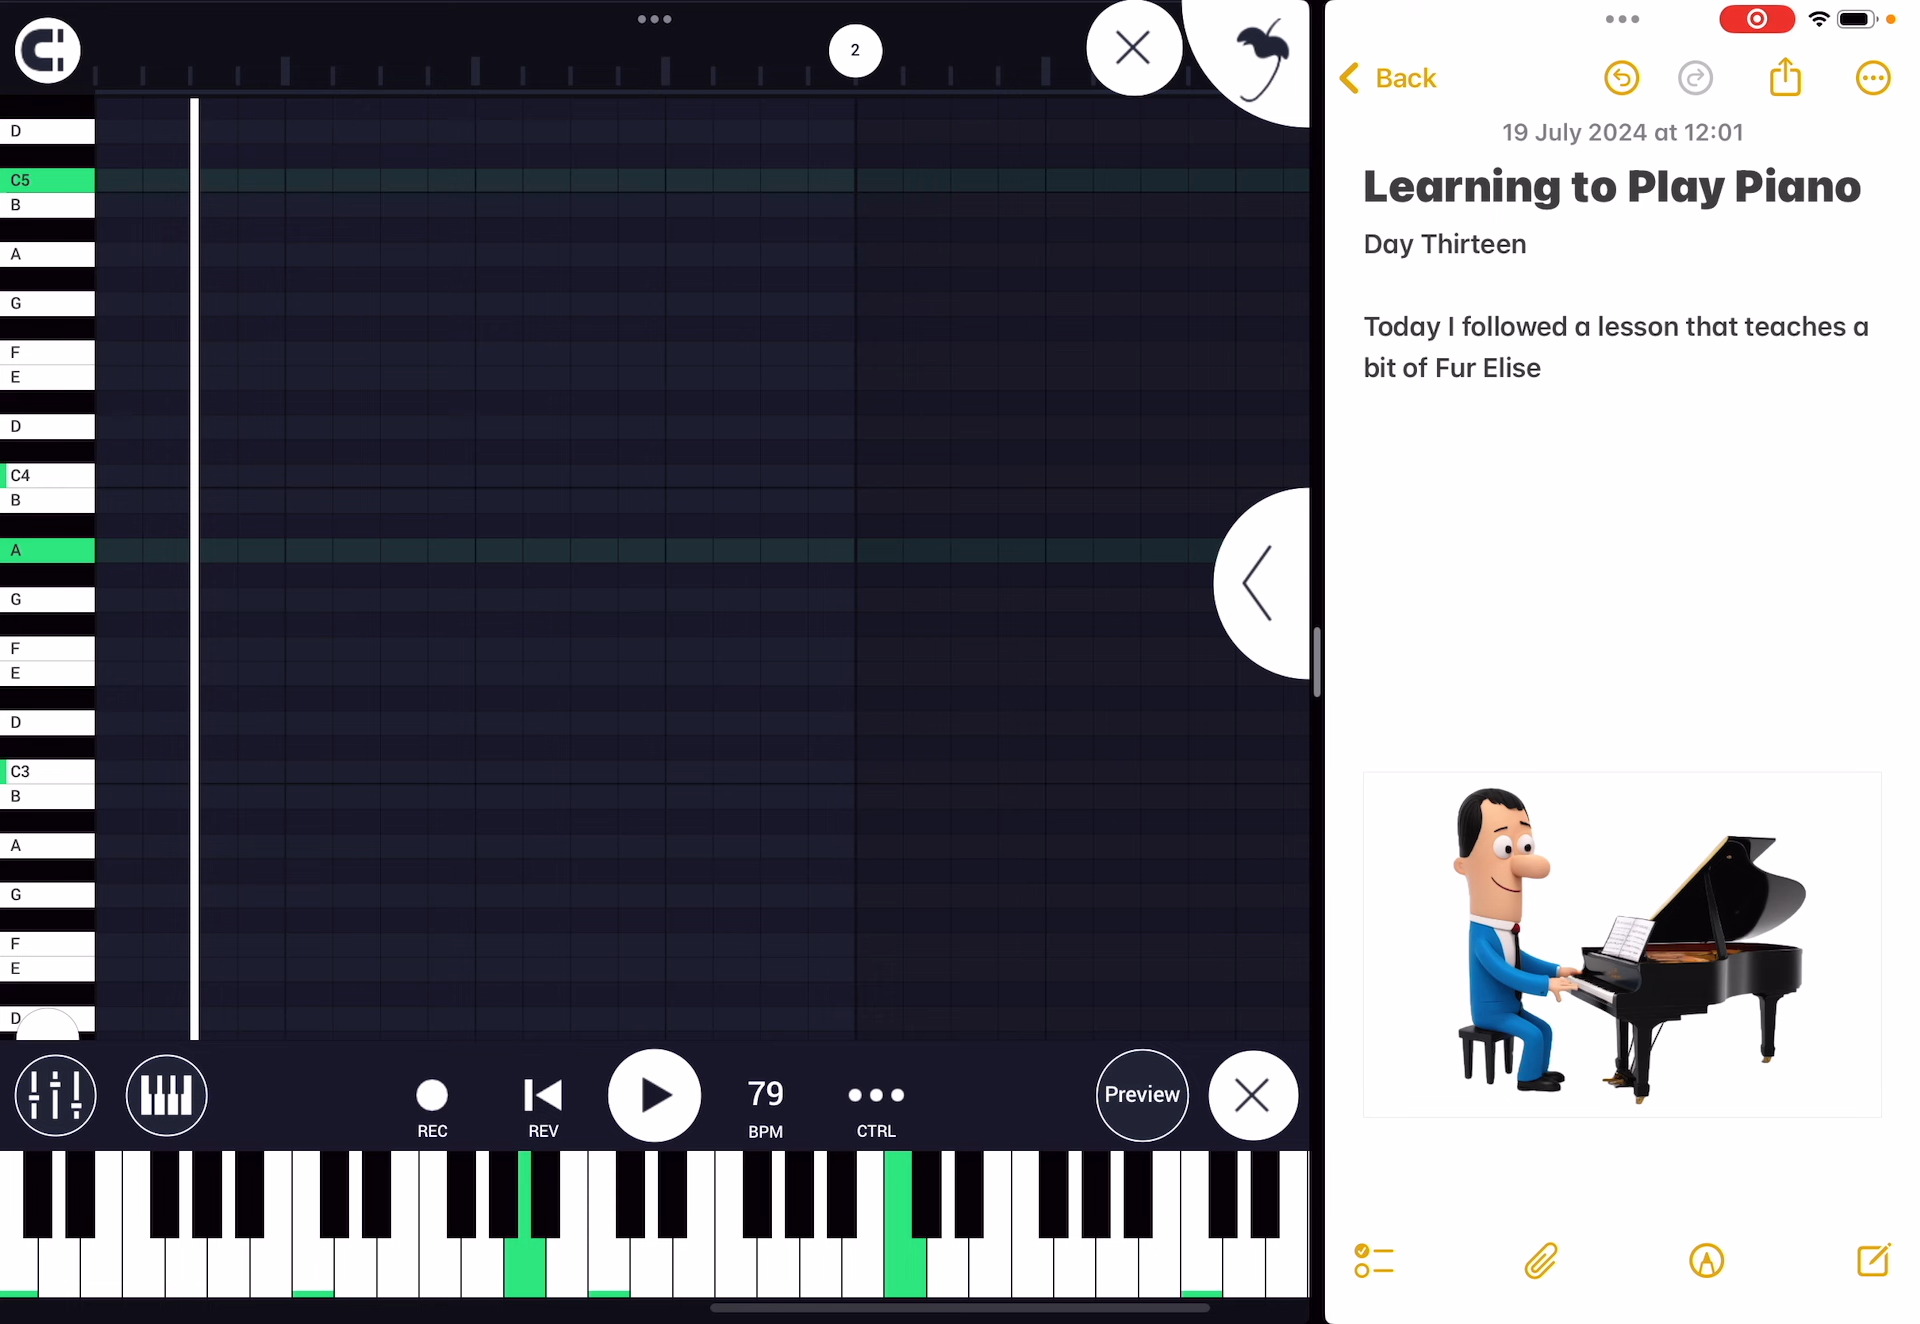 2
D
C5
B
A
G
F
E
D
C4
B
A
G
F
E
D
C3
B
A
G
F
E
D
REC
REV
79
BPM
CTRL
Preview
Back
19 July 2024 at 12:01
Learning to Play Piano
Day Thirteen
Today I followed a lesson that teaches a
bit of Fur Elise